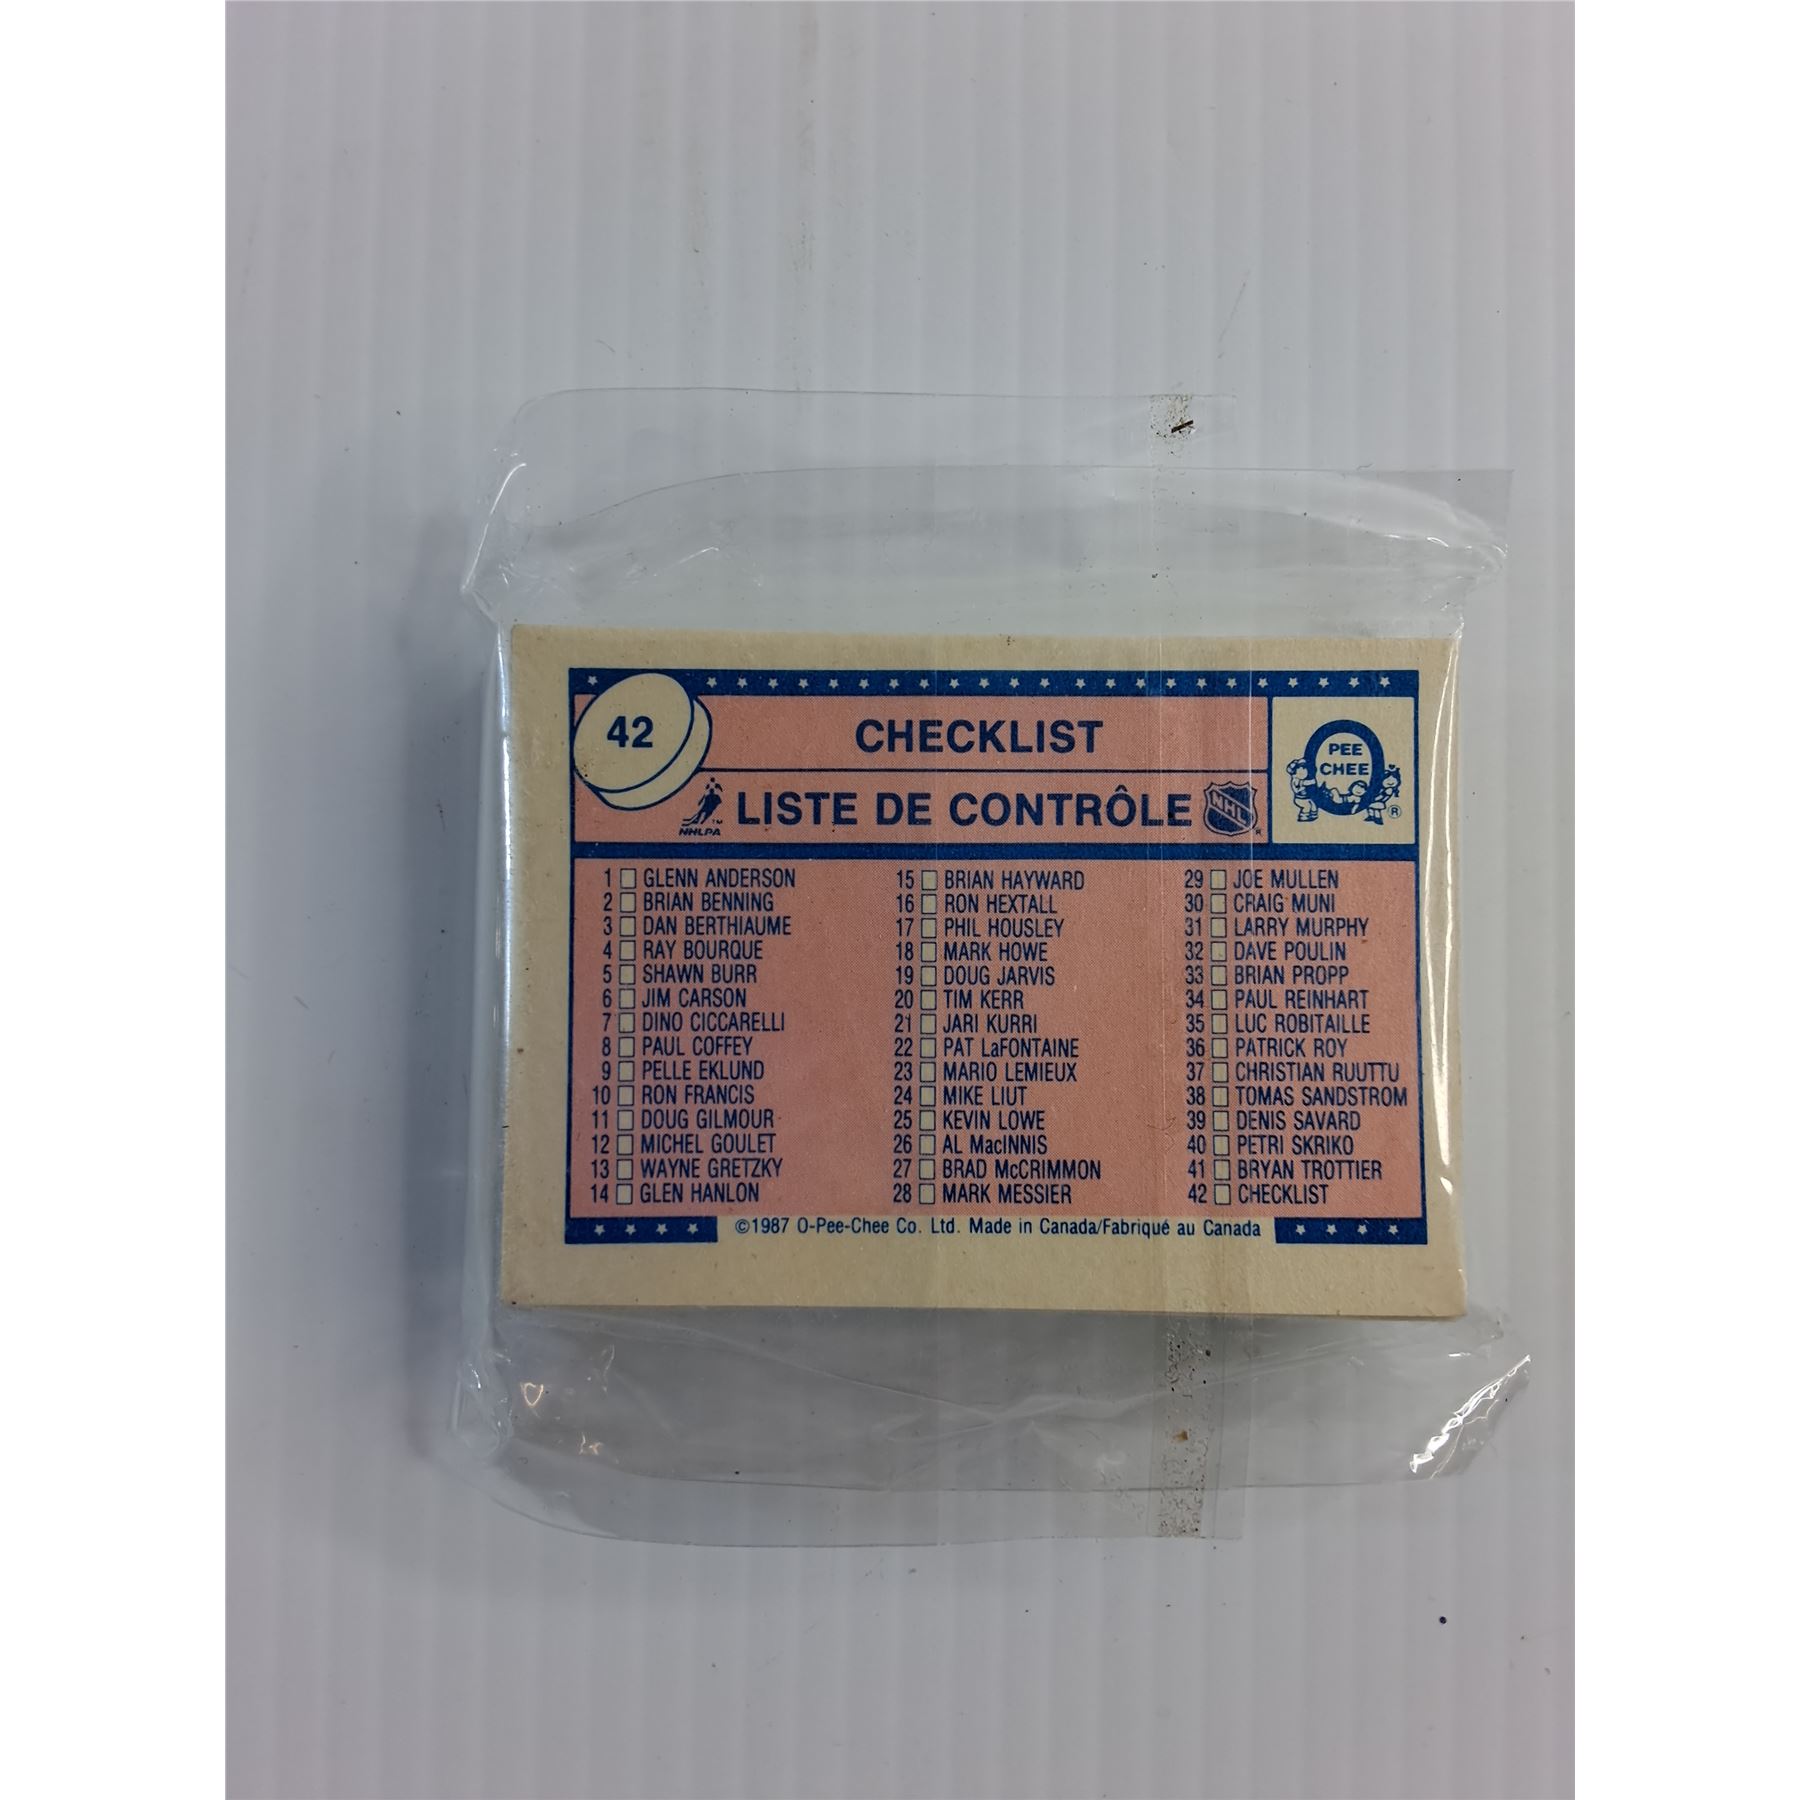 42
CHECKLIST
LISTE DE CONTRÔLE
NHLPA
TM
NHL
R
PEE
CHEE
®
1 GLENN ANDERSON
2 BRIAN BENNING
3 DAN BERTHIAUME
4 RAY BOURQUE
5 SHAWN BURR
6 JIM CARSON
7 DINO CICCARELLI
8 PAUL COFFEY
9 PELLE EKLUND
10 RON FRANCIS
11 DOUG GILMOUR
12 MICHEL GOULET
13 WAYNE GRETZKY
14 GLEN HANLON
15 BRIAN HAYWARD
16 RON HEXTALL
17 PHIL HOUSLEY
18 MARK HOWE
19 DOUG JARVIS
20 TIM KERR
21 JARI KURRI
22 PAT LaFONTAINE
23 MARIO LEMIEUX
24 MIKE LIUT
25 KEVIN LOWE
26 AL MacINNIS
27 BRAD McCRIMMON
28 MARK MESSIER
29 JOE MULLEN
30 CRAIG MUNI
31 LARRY MURPHY
32 DAVE POULIN
33 BRIAN PROPP
34 PAUL REINHART
35 LUC ROBITAILLE
36 PATRICK ROY
37 CHRISTIAN RUUTTU
38 TOMAS SANDSTROM
39 DENIS SAVARD
40 PETRI SKRIKO
41 BRYAN TROTTIER
42 CHECKLIST
©1987 O-Pee-Chee Co. Ltd. Made in Canada/Fabriqué au Canada